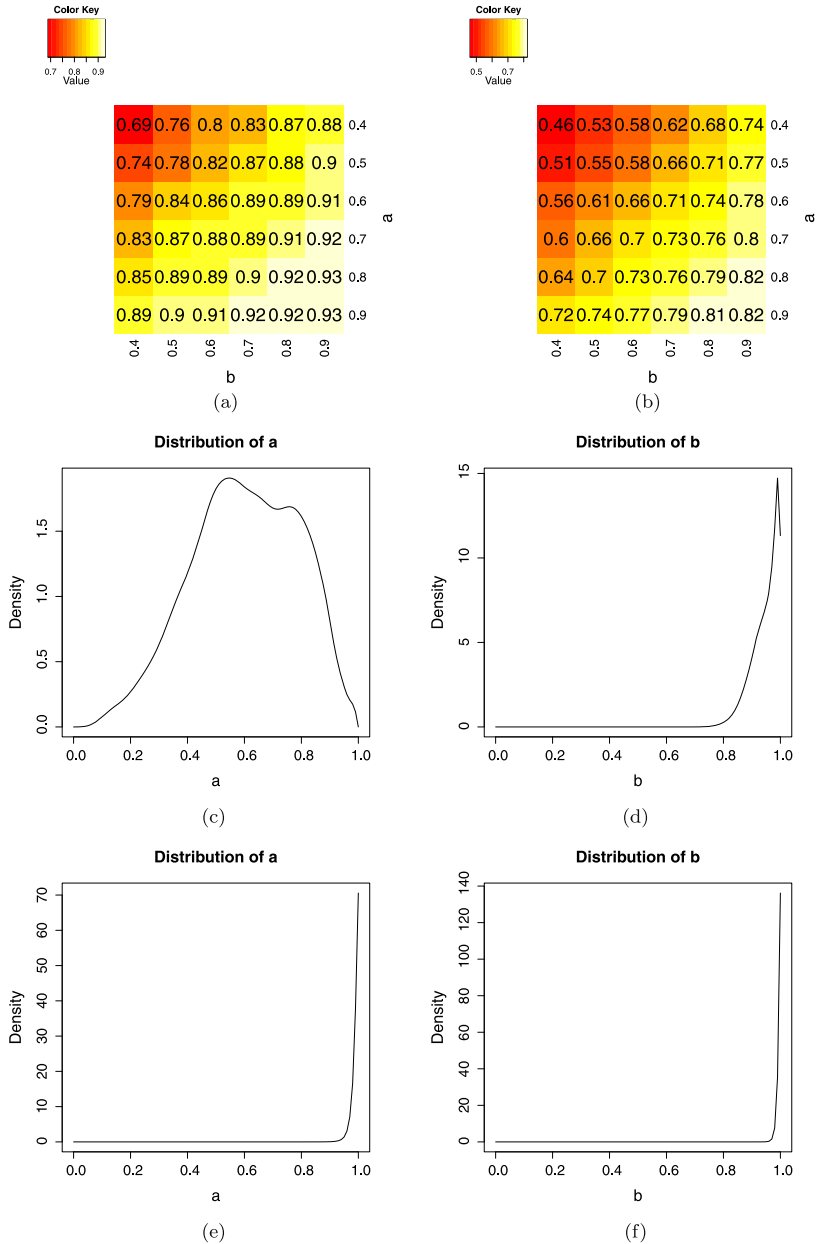 Color Key
0.7 0.8 0.9
Value
0.69 0.76 0.8 0.83 0.87 0.88 0.4
0.74 0.78 0.82 0.87 0.88 0.9 0.5
0.79 0.84 0.86 0.89 0.89 0.91 0.6
0.83 0.87 0.88 0.89 0.91 0.92 0.7
0.85 0.89 0.89 0.9 0.92 0.93 0.8
0.89 0.9 0.91 0.92 0.92 0.93 0.9
a
0.4 0.5 0.6 0.7 0.8 0.9
b
(a)
Color Key
0.5 0.7
Value
0.46 0.53 0.58 0.62 0.68 0.74 0.4
0.51 0.55 0.58 0.66 0.71 0.77 0.5
0.56 0.61 0.66 0.71 0.74 0.78 0.6
0.6 0.66 0.7 0.73 0.76 0.8 0.7
0.64 0.7 0.73 0.76 0.79 0.82 0.8
0.72 0.74 0.77 0.79 0.81 0.82 0.9
a
0.4 0.5 0.6 0.7 0.8 0.9
b
(b)
Distribution of a
Density
1.5
1.0
0.5
0.0
0.0 0.2 0.4 0.6 0.8 1.0
a
(c)
Distribution of b
Density
15
10
5
0
0.0 0.2 0.4 0.6 0.8 1.0
b
(d)
Distribution of a
Density
70
60
50
40
30
20
10
0
0.0 0.2 0.4 0.6 0.8 1.0
a
(e)
Distribution of b
Density
140
120
100
80
60
40
20
0
0.0 0.2 0.4 0.6 0.8 1.0
b
(f)